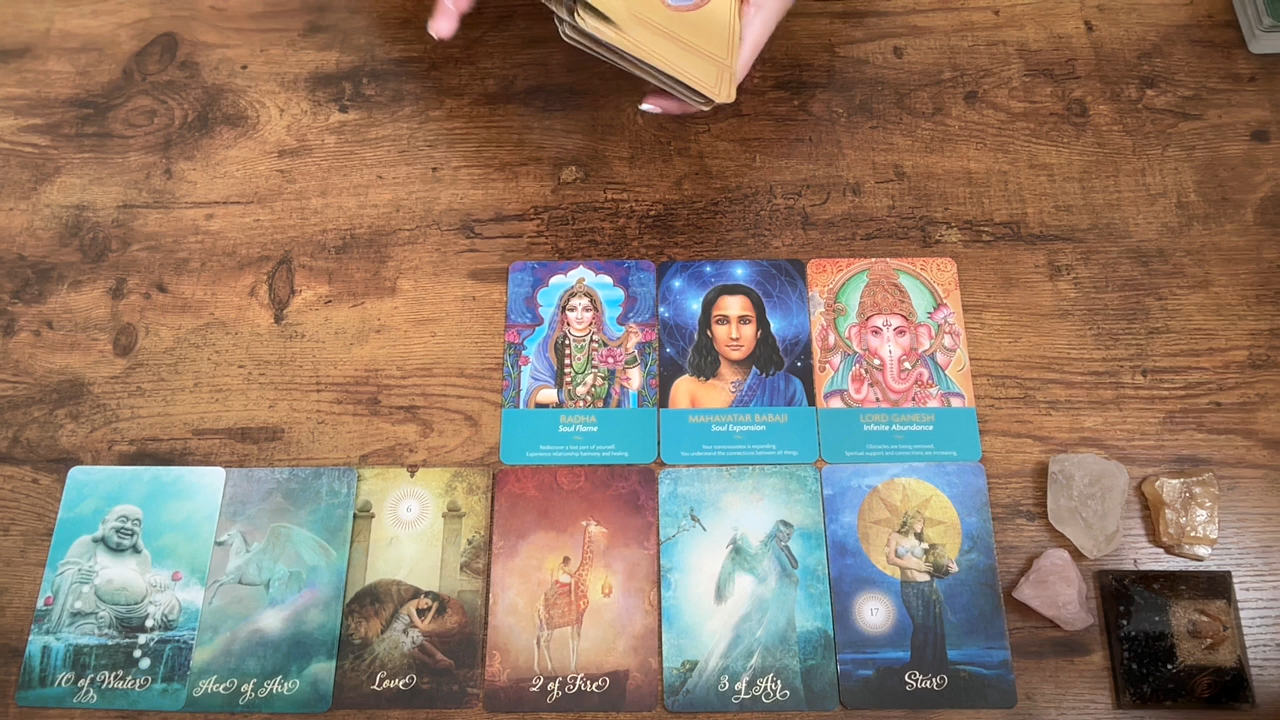 RADHA
Soul Flame
Rediscover a lost part of yourself.
Experience relationship harmony and healing.
MAHAVATAR BABAJI
Soul Expansion
Your consciousness is expanding.
You understand the connections between all things.
LORD GANESH
Infinite Abundance
Obstacles are being removed.
Spiritual support and connections are increasing.
10 of Water
Ace of Air
6
Love
2 of Fire
3 of Air
17
Star